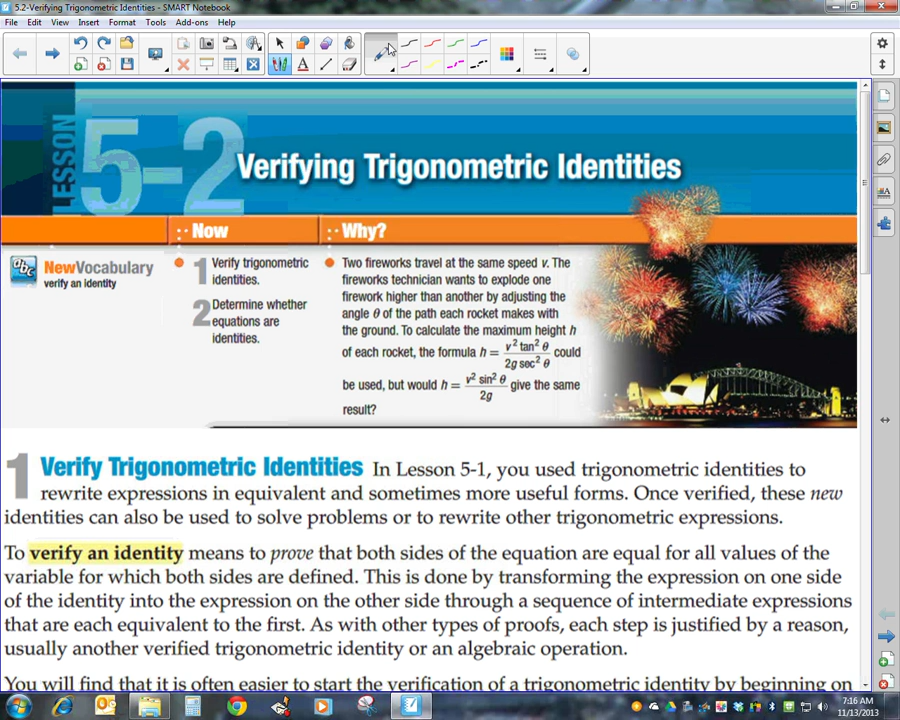 5.2-Verifying Trigonometric Identities - SMART Notebook
File Edit View Insert Format Tools Add-ons Help
LESSON 5-2
Verifying Trigonometric Identities
:: Now
:: Why?
abc
NewVocabulary
verify an identity
1 Verify trigonometric
identities.
2 Determine whether
equations are
identities.
Two fireworks travel at the same speed v. The
fireworks technician wants to explode one
firework higher than another by adjusting the
angle θ of the path each rocket makes with
the ground. To calculate the maximum height h
of each rocket, the formula h = v² tan² θ / 2g sec² θ could
be used, but would h = v² sin² θ / 2g give the same
result?
1 Verify Trigonometric Identities In Lesson 5-1, you used trigonometric identities to
rewrite expressions in equivalent and sometimes more useful forms. Once verified, these new
identities can also be used to solve problems or to rewrite other trigonometric expressions.
To verify an identity means to prove that both sides of the equation are equal for all values of the
variable for which both sides are defined. This is done by transforming the expression on one side
of the identity into the expression on the other side through a sequence of intermediate expressions
that are each equivalent to the first. As with other types of proofs, each step is justified by a reason,
usually another verified trigonometric identity or an algebraic operation.
You will find that it is often easier to start the verification of a trigonometric identity by beginning on
7:16 AM
11/13/2013